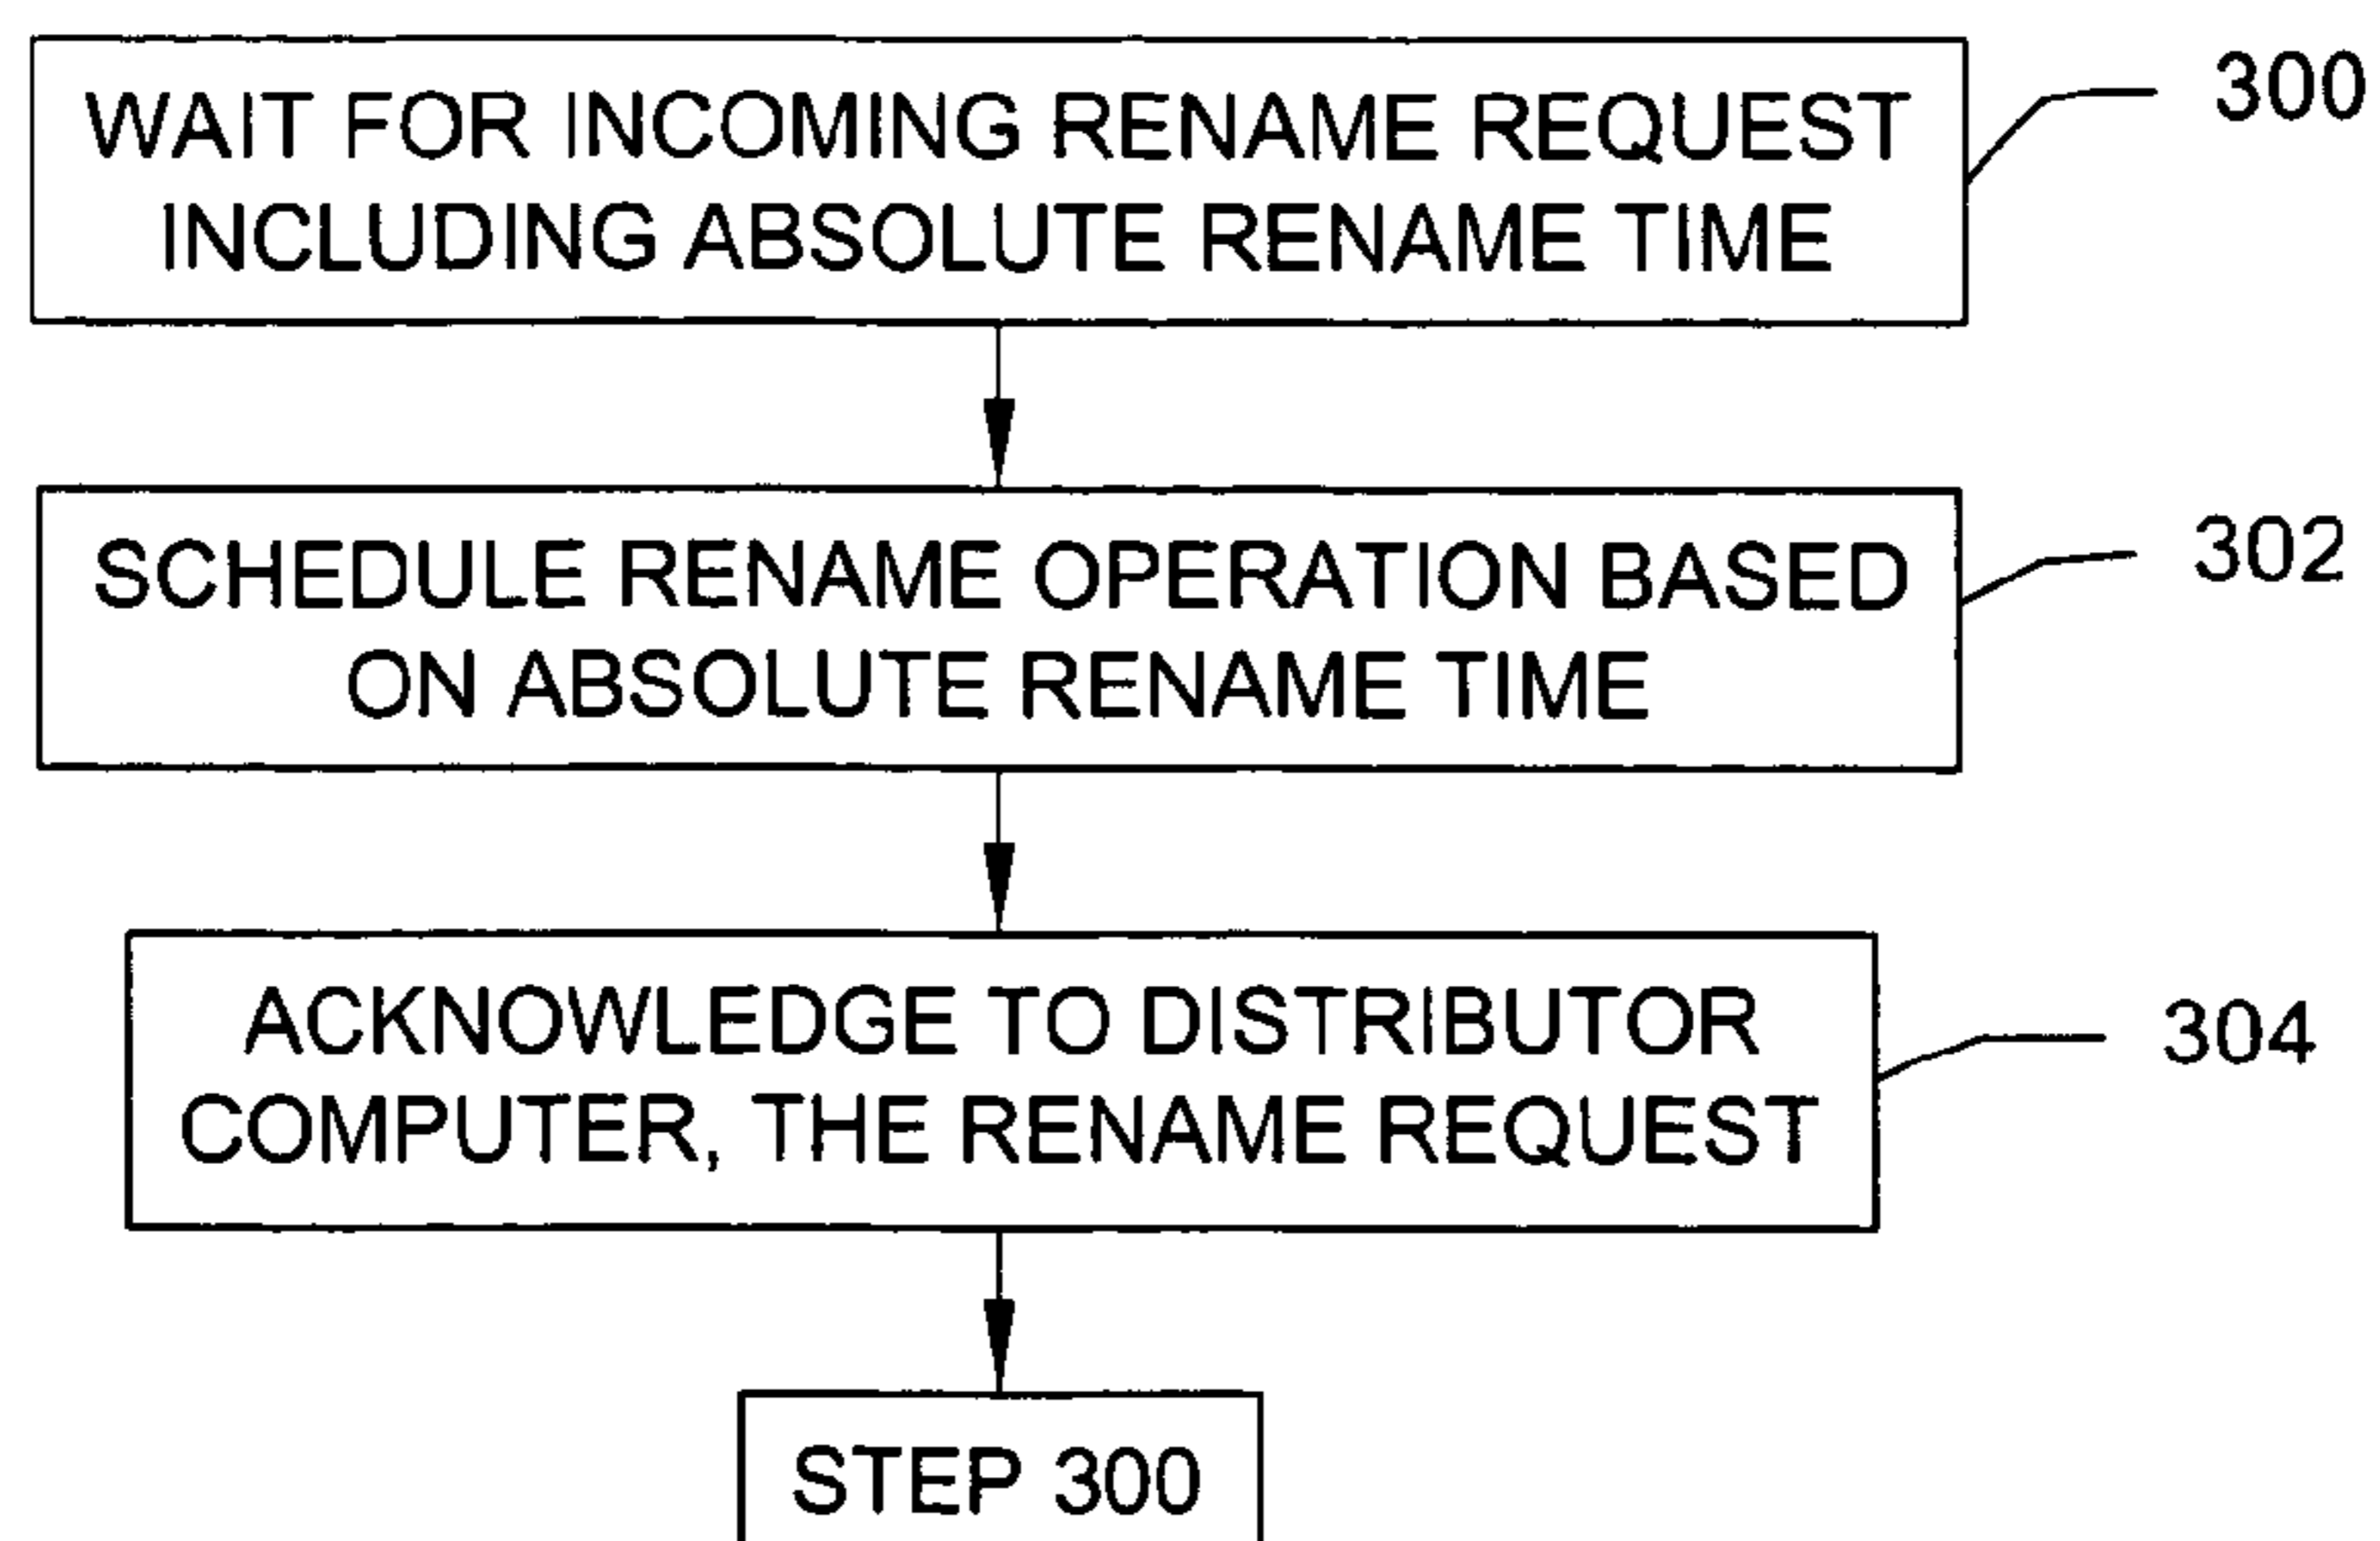 WAIT FOR INCOMING RENAME REQUEST
INCLUDING ABSOLUTE RENAME TIME
300
SCHEDULE RENAME OPERATION BASED
ON ABSOLUTE RENAME TIME
302
ACKNOWLEDGE TO DISTRIBUTOR
COMPUTER, THE RENAME REQUEST
304
STEP 300